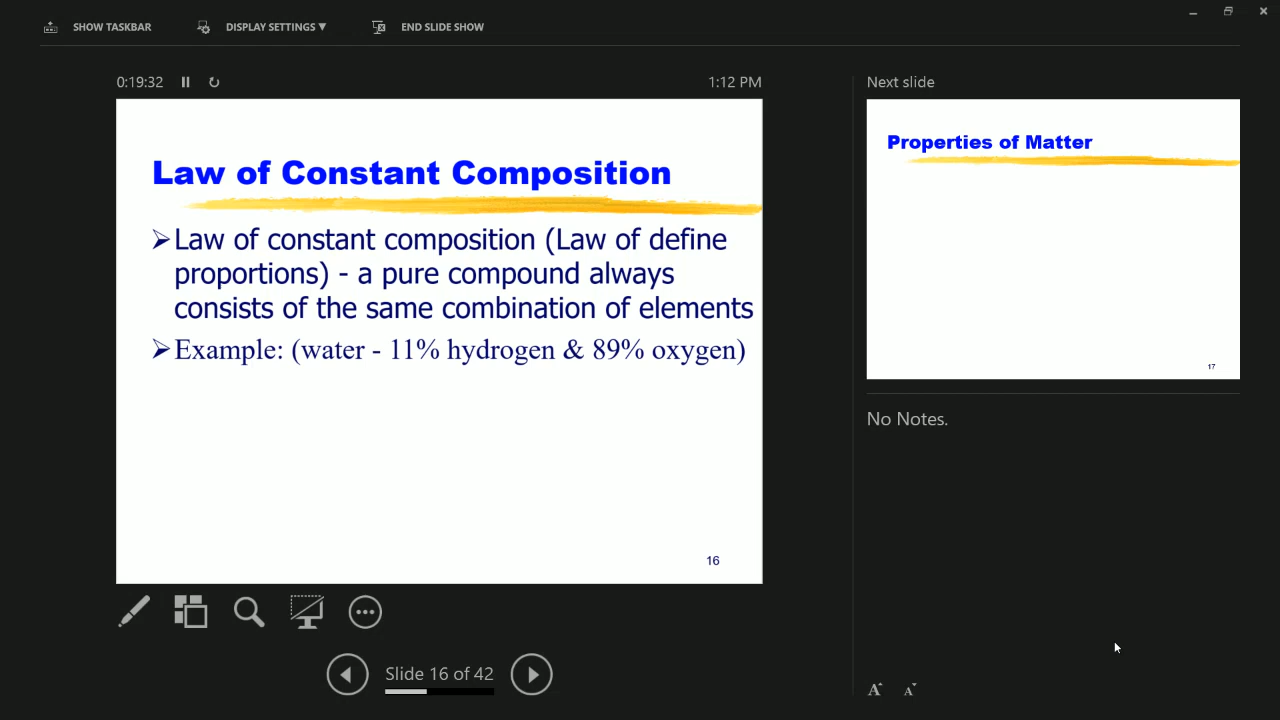 SHOW TASKBAR
DISPLAY SETTINGS ▼
END SLIDE SHOW
0:19:32
1:12 PM
Law of Constant Composition
➢Law of constant composition (Law of define
proportions) - a pure compound always
consists of the same combination of elements
➢Example: (water - 11% hydrogen & 89% oxygen)
16
Slide 16 of 42
Next slide
Properties of Matter
17
No Notes.
A A